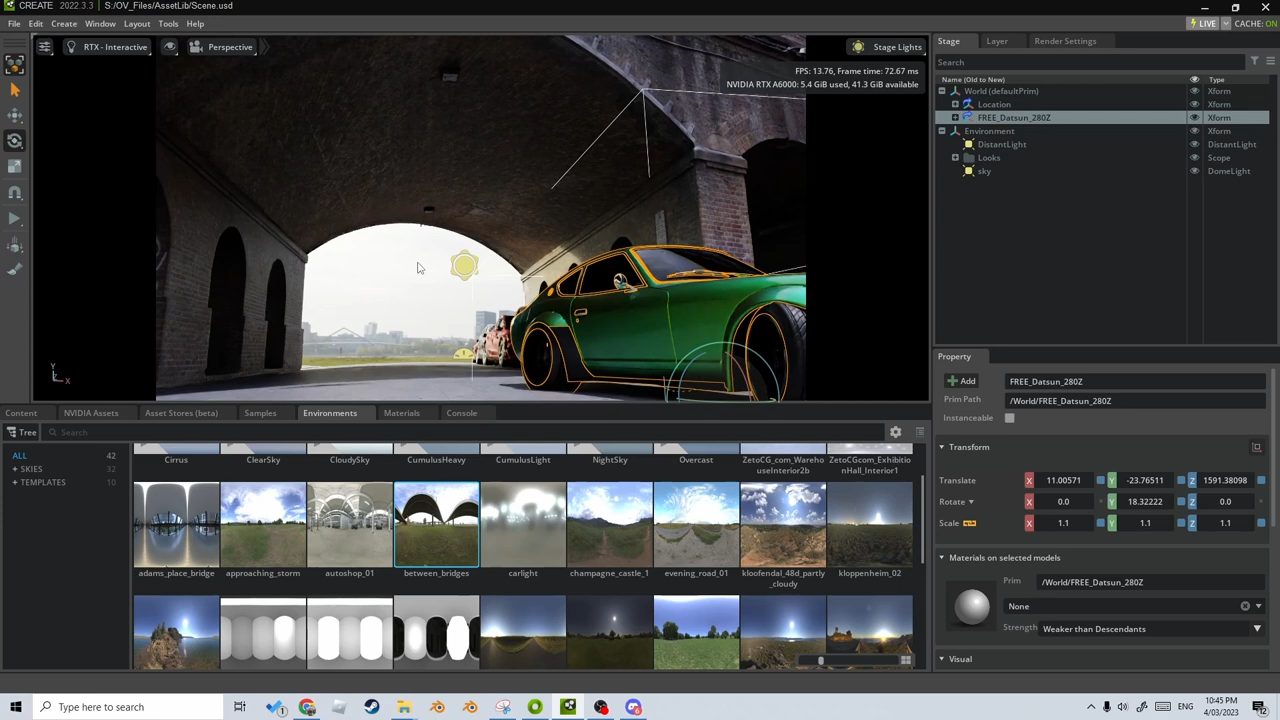 CREATE 2022.3.3 S:/OV_Files/AssetLib/Scene.usd
File Edit Create Window Layout Tools Help
LIVE CACHE: ON
RTX - Interactive Perspective Stage Lights
FPS: 13.76, Frame time: 72.67 ms
NVIDIA RTX A6000: 5.4 GiB used, 41.3 GiB available
Y
Z X
Stage Layer Render Settings
Search
Name (Old to New) Type
World (defaultPrim) Xform
Location Xform
FREE_Datsun_280Z Xform
Environment Xform
DistantLight DistantLight
Looks Scope
sky DomeLight
Property
Add FREE_Datsun_280Z
Prim Path /World/FREE_Datsun_280Z
Instanceable
Transform
Translate X 11.00571 Y -23.76511 Z 1591.38098
Rotate X 0.0 Y 18.32222 Z 0.0
Scale X 1.1 Y 1.1 Z 1.1
Materials on selected models
Prim /World/FREE_Datsun_280Z
None
Strength Weaker than Descendants
Visual
Content NVIDIA Assets Asset Stores (beta) Samples Environments Materials Console
Tree Search
ALL 42
+ SKIES 32
+ TEMPLATES 10
Cirrus ClearSky CloudySky CumulusHeavy CumulusLight NightSky Overcast ZetoCG_com_WarehouseInterior2b ZetoCGcom_ExhibitionHall_Interior1
adams_place_bridge approaching_storm autoshop_01 between_bridges carlight champagne_castle_1 evening_road_01 kloofendal_48d_partly_cloudy kloppenheim_02
Type here to search
ENG
10:45 PM
4/03/2023
12